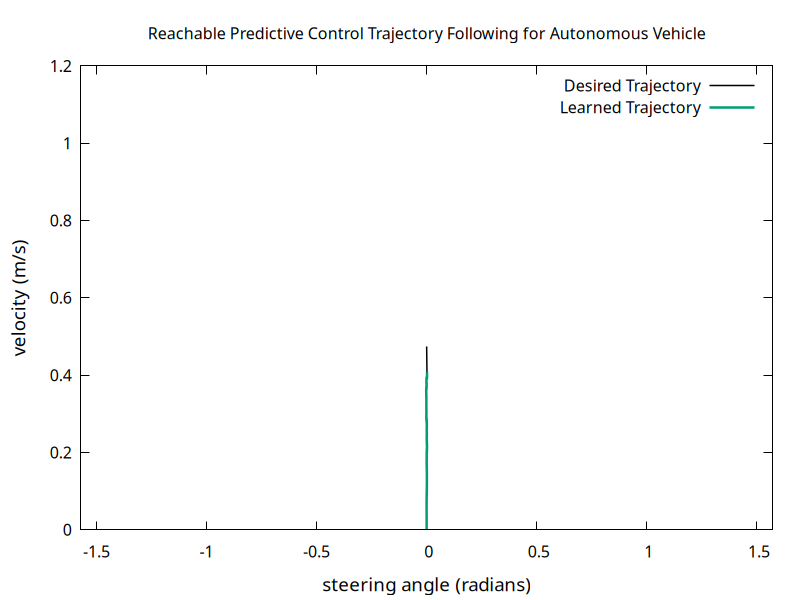 Reachable Predictive Control Trajectory Following for Autonomous Vehicle
Desired Trajectory
Learned Trajectory
1.2
1
0.8
0.6
0.4
0.2
0
velocity (m/s)
-1.5 -1 -0.5 0 0.5 1 1.5
steering angle (radians)